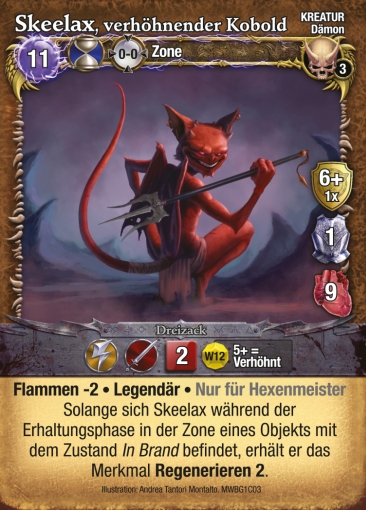 Skeelax, verhöhnender Kobold
KREATUR
Dämon
11
0-0
Zone
3
6+
1x
1
9
Dreizack
2
W12
5+ =
Verhöhnt
Flammen -2 • Legendär • Nur für Hexenmeister
Solange sich Skeelax während der
Erhaltungsphase in der Zone eines Objekts mit
dem Zustand In Brand befindet, erhält er das
Merkmal Regenerieren 2.
Illustration: Andrea Tantori Montalto. MWBG1C03